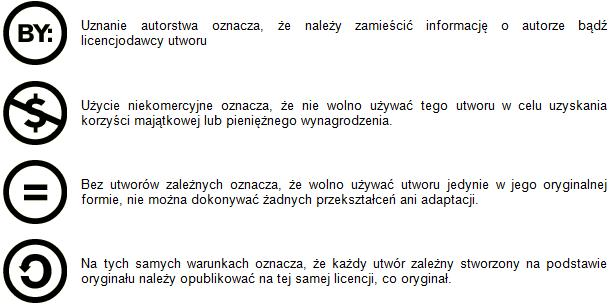 BY: Uznanie autorstwa oznacza, że należy zamieścić informację o autorze bądź
licencjodawcy utworu
$ Użycie niekomercyjne oznacza, że nie wolno używać tego utworu w celu uzyskania
korzyści majątkowej lub pieniężnego wynagrodzenia.
= Bez utworów zależnych oznacza, że wolno używać utworu jedynie w jego oryginalnej
formie, nie można dokonywać żadnych przekształceń ani adaptacji.
Na tych samych warunkach oznacza, że każdy utwór zależny stworzony na podstawie
oryginału należy opublikować na tej samej licencji, co oryginał.